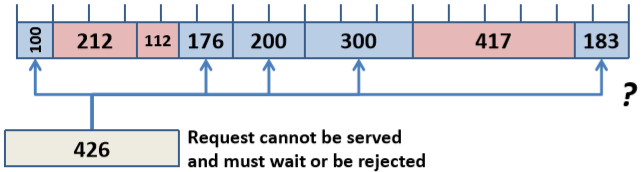 100 212 112 176 200 300 417 183
?
426
Request cannot be served
and must wait or be rejected